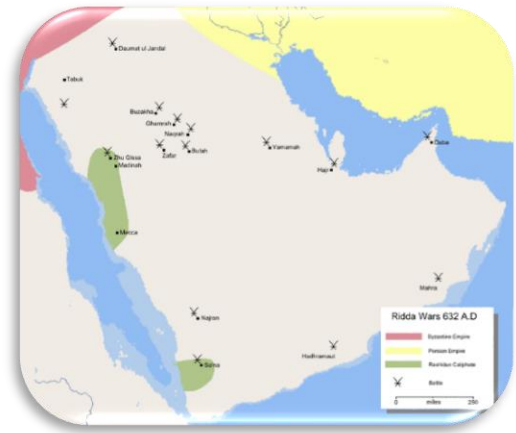 Daumat ul Jandal
Tabuk
Buzakha
Ghamrah
Naqrah
Zhu Qissa
Zafar
Butah
Madinah
Yamamah
Hajr
Daba
Mecca
Mahra
Najran
Hadhramaut
Sana
Ridda Wars 632 A.D
Byzantine Empire
Persian Empire
Rashidun Caliphate
Battle
0 250
miles